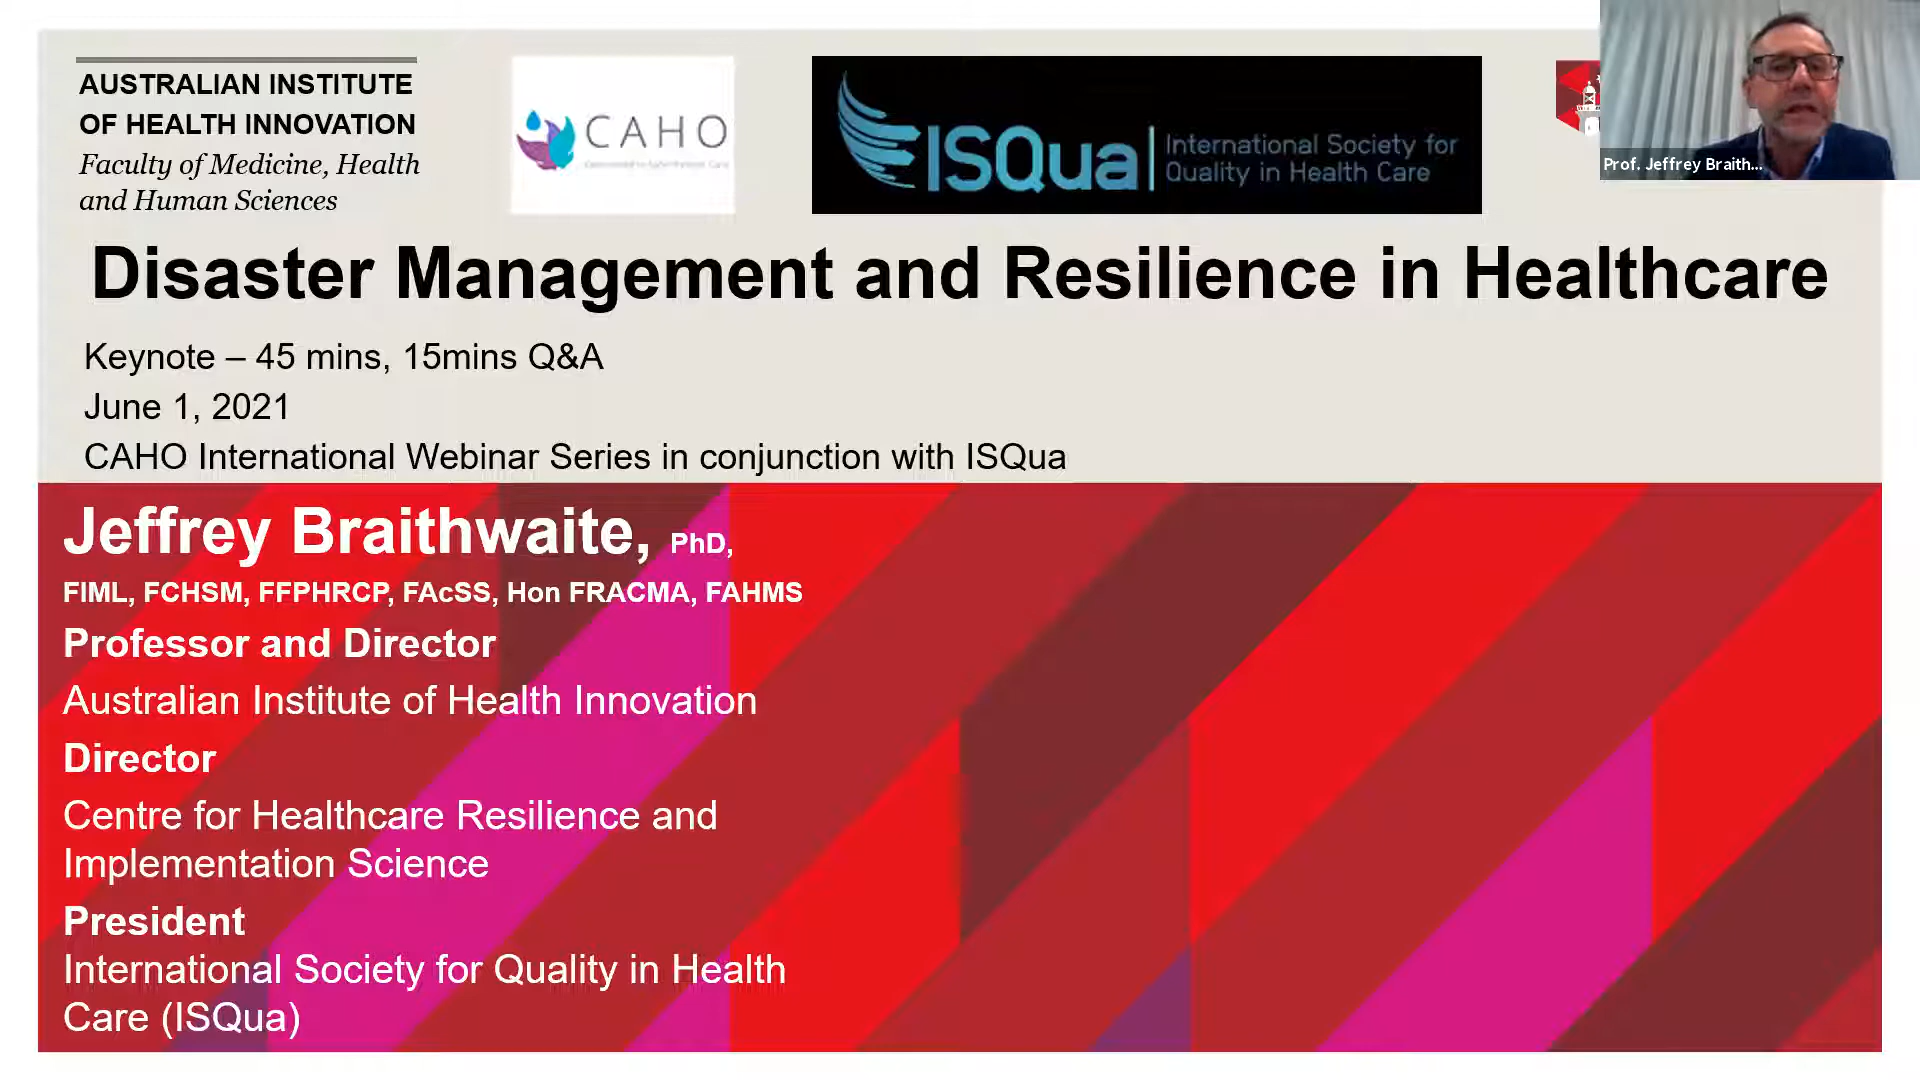 AUSTRALIAN INSTITUTE
OF HEALTH INNOVATION
Faculty of Medicine, Health
and Human Sciences
CAHO
ISQua
International Society for
Quality in Health Care
Prof. Jeffrey Braith...
Disaster Management and Resilience in Healthcare
Keynote – 45 mins, 15mins Q&A
June 1, 2021
CAHO International Webinar Series in conjunction with ISQua
Jeffrey Braithwaite, PhD,
FIML, FCHSM, FFPHRCP, FAcSS, Hon FRACMA, FAHMS
Professor and Director
Australian Institute of Health Innovation
Director
Centre for Healthcare Resilience and
Implementation Science
President
International Society for Quality in Health
Care (ISQua)